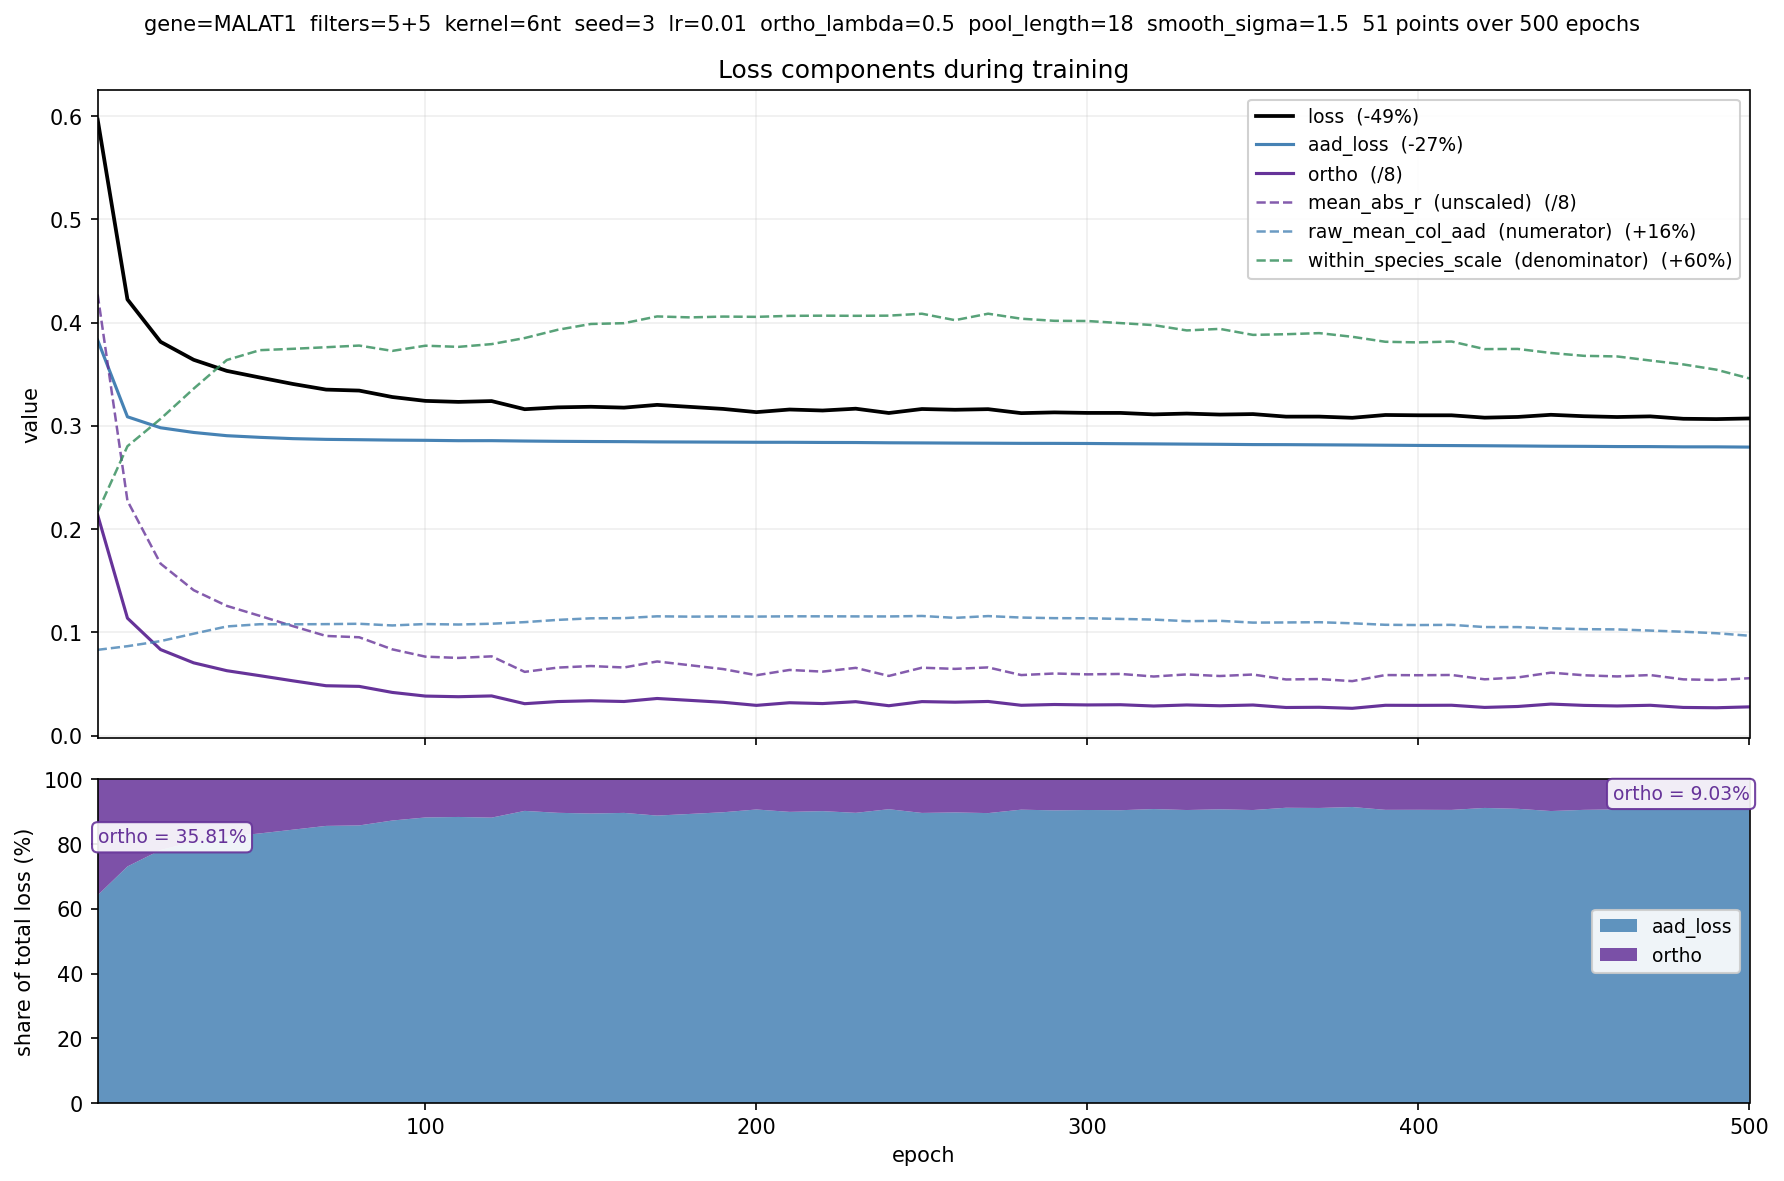 gene=MALAT1  filters=5+5  kernel=6nt  seed=3  lr=0.01  ortho_lambda=0.5  pool_length=18  smooth_sigma=1.5  51 points over 500 epochs
Loss components during training
0.6
0.5
0.4
0.3
0.2
0.1
0.0
value
loss  (-49%)
aad_loss  (-27%)
ortho  (/8)
mean_abs_r  (unscaled)  (/8)
raw_mean_col_aad  (numerator)  (+16%)
within_species_scale  (denominator)  (+60%)
100
80
60
40
20
0
share of total loss (%)
ortho = 35.81%
ortho = 9.03%
aad_loss
ortho
100
200
300
400
500
epoch